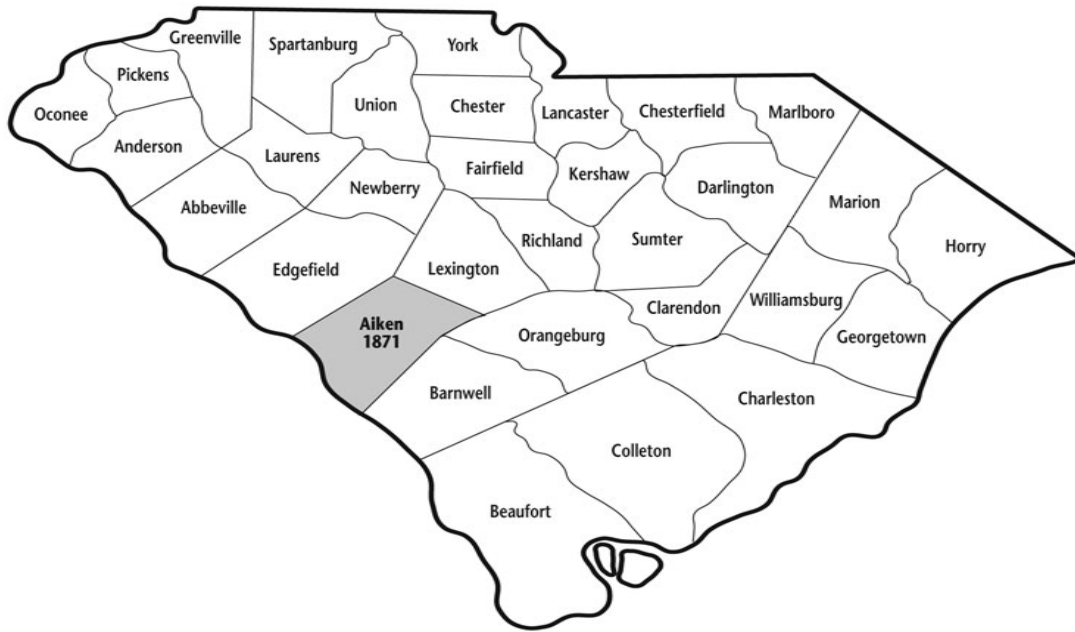 Greenville
Spartanburg
York
Pickens
Oconee
Union
Chester
Lancaster
Chesterfield
Marlboro
Anderson
Laurens
Fairfield
Kershaw
Newberry
Darlington
Abbeville
Marion
Richland
Sumter
Horry
Edgefield
Lexington
Clarendon
Williamsburg
Aiken
1871
Orangeburg
Georgetown
Barnwell
Charleston
Colleton
Beaufort